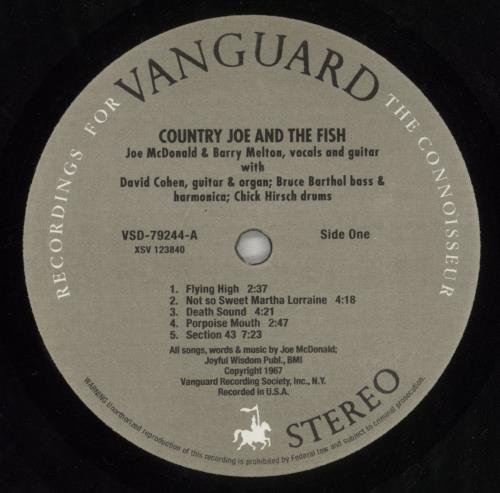 VANGUARD
RECORDINGS FOR
THE CONNOISSEUR
COUNTRY JOE AND THE FISH
Joe McDonald & Barry Melton, vocals and guitar
with
David Cohen, guitar & organ; Bruce Barthol bass &
harmonica; Chick Hirsch drums
VSD-79244-A
Side One
XSV 123840
1. Flying High 2:37
2. Not so Sweet Martha Lorraine 4:18
3. Death Sound 4:21
4. Porpoise Mouth 2:47
5. Section 43 7:23
All songs, words & music by Joe McDonald;
Joyful Wisdom Publ., BMI
Copyright 1967
Vanguard Recording Society, Inc., N.Y.
Recorded in U.S.A.
STEREO
WARNING: Unauthorized reproduction of this recording is prohibited by Federal law and subject to criminal prosecution.